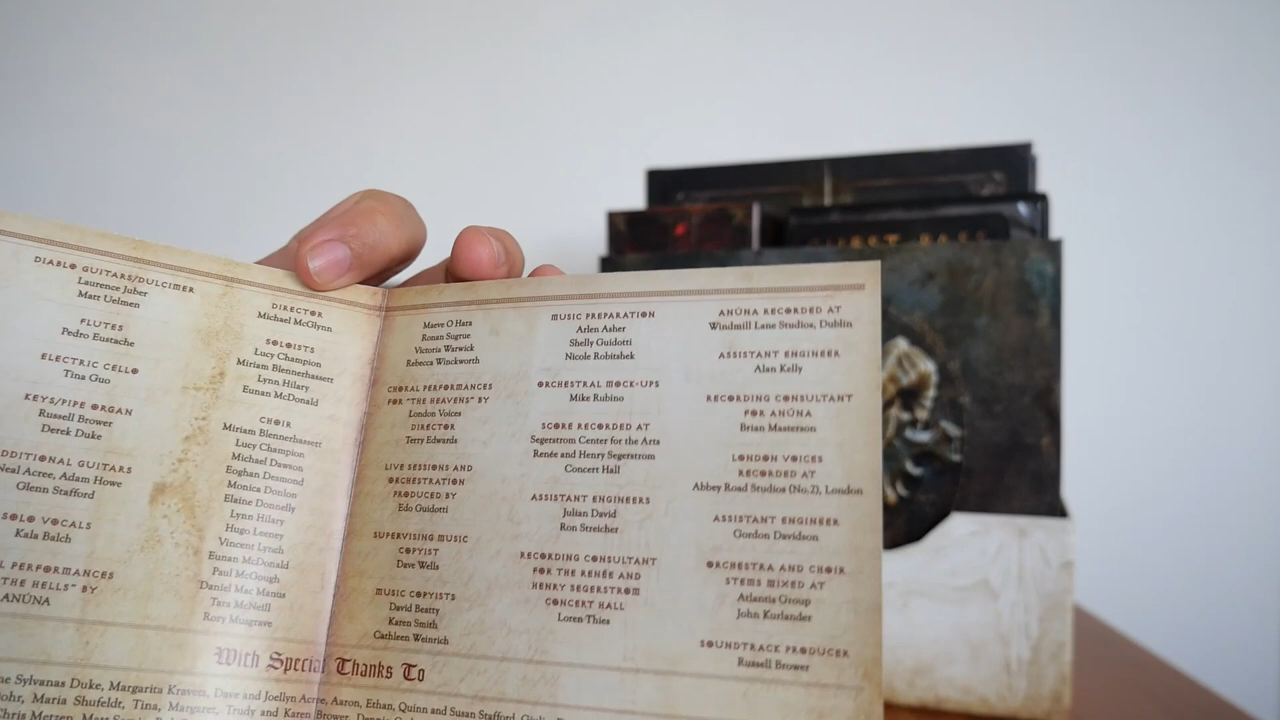 DIABLO GUITARS/DULCIMER
Laurence Juber
Matt Uelmen
FLUTES
Pedro Eustache
ELECTRIC CELLO
Tina Guo
KEYS/PIPE ORGAN
Russell Brower
Derek Duke
DDITIONAL GUITARS
Neal Acree, Adam Howe
Glenn Stafford
SOLO VOCALS
Kala Balch
L PERFORMANCES
THE HELLS" BY
ANÚNA
DIRECTOR
Michael McGlynn
SOLOISTS
Lucy Champion
Miriam Blennerhassett
Lynn Hilary
Eunan McDonald
CHOIR
Miriam Blennerhassett
Lucy Champion
Michael Dawson
Eoghan Desmond
Monica Donlon
Elaine Donnelly
Lynn Hilary
Hugo Leeney
Vincent Lynch
Eunan McDonald
Paul McGough
Daniel Mac Manus
Tara McNeill
Rory Musgrave
Maeve O Hara
Ronan Sugrue
Victoria Warwick
Rebecca Winckworth
CHORAL PERFORMANCES
FOR "THE HEAVENS" BY
London Voices
DIRECTOR
Terry Edwards
LIVE SESSIONS AND
ORCHESTRATION
PRODUCED BY
Edo Guidotti
SUPERVISING MUSIC
COPYIST
Dave Wells
MUSIC COPYISTS
David Beatty
Karen Smith
Cathleen Weinrich
MUSIC PREPARATION
Arlen Asher
Shelly Guidotti
Nicole Robitshek
ORCHESTRAL MOCK-UPS
Mike Rubino
SCORE RECORDED AT
Segerstrom Center for the Arts
Renée and Henry Segerstrom
Concert Hall
ASSISTANT ENGINEERS
Julian David
Ron Streicher
RECORDING CONSULTANT
FOR THE RENÉE AND
HENRY SEGERSTROM
CONCERT HALL
Loren Thies
ANÚNA RECORDED AT
Windmill Lane Studios, Dublin
ASSISTANT ENGINEER
Alan Kelly
RECORDING CONSULTANT
FOR ANÚNA
Brian Masterson
LONDON VOICES
RECORDED AT
Abbey Road Studios (No.2), London
ASSISTANT ENGINEER
Gordon Davidson
ORCHESTRA AND CHOIR
STEMS MIXED AT
Atlantis Group
John Kurlander
SOUNDTRACK PRODUCER
Russell Brower
With Special Thanks To
ne Sylvanas Duke, Margarita Kravets, Dave and Joellyn Acree, Aaron, Ethan, Quinn and Susan Stafford,
ohr, Maria Shufeldt, Tina, Margaret, Trudy and Karen Brower,
Chris Metzen,
GUEST PASS